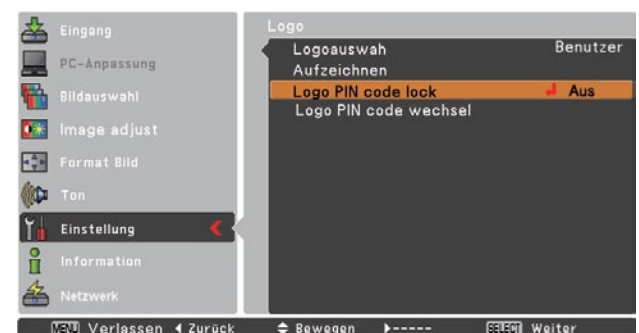 Eingang
PC-Anpassung
Bildauswahl
Image adjust
Format Bild
Ton
Einstellung
Information
Netzwerk
Logo
Logoauswah Benutzer
Aufzeichnen
Logo PIN code lock Aus
Logo PIN code wechsel
MENU Verlassen Zurück Bewegen ----- SELECT Weiter